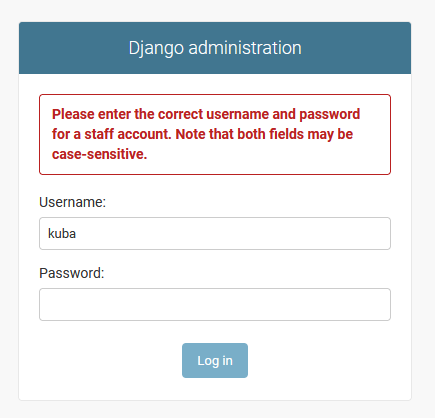 Django administration
Please enter the correct username and password
for a staff account. Note that both fields may be
case-sensitive.
Username:
kuba
Password:
Log in